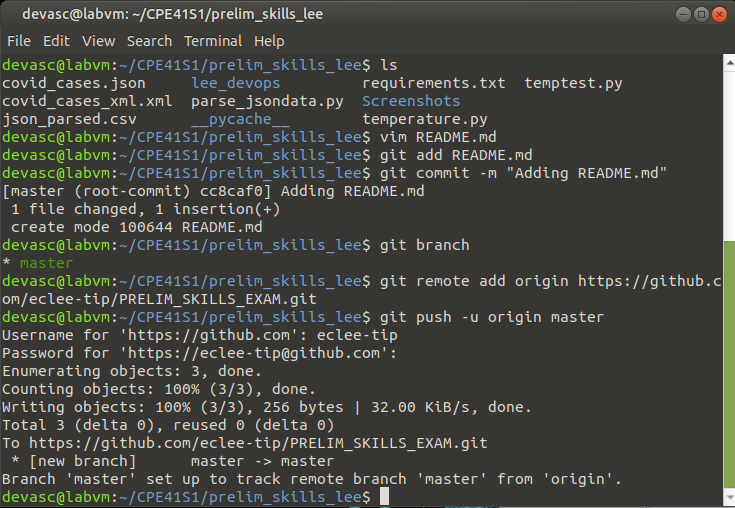 devasc@labvm: ~/CPE41S1/prelim_skills_lee
File Edit View Search Terminal Help
devasc@labvm:~/CPE41S1/prelim_skills_lee$ ls
covid_cases.json     lee_devops         requirements.txt  temptest.py
covid_cases_xml.xml  parse_jsondata.py  Screenshots
json_parsed.csv      __pycache__        temperature.py
devasc@labvm:~/CPE41S1/prelim_skills_lee$ vim README.md
devasc@labvm:~/CPE41S1/prelim_skills_lee$ git add README.md
devasc@labvm:~/CPE41S1/prelim_skills_lee$ git commit -m "Adding README.md"
[master (root-commit) cc8caf0] Adding README.md
 1 file changed, 1 insertion(+)
 create mode 100644 README.md
devasc@labvm:~/CPE41S1/prelim_skills_lee$ git branch
* master
devasc@labvm:~/CPE41S1/prelim_skills_lee$ git remote add origin https://github.c
om/eclee-tip/PRELIM_SKILLS_EXAM.git
devasc@labvm:~/CPE41S1/prelim_skills_lee$ git push -u origin master
Username for 'https://github.com': eclee-tip
Password for 'https://eclee-tip@github.com':
Enumerating objects: 3, done.
Counting objects: 100% (3/3), done.
Writing objects: 100% (3/3), 256 bytes | 32.00 KiB/s, done.
Total 3 (delta 0), reused 0 (delta 0)
To https://github.com/eclee-tip/PRELIM_SKILLS_EXAM.git
 * [new branch]      master -> master
Branch 'master' set up to track remote branch 'master' from 'origin'.
devasc@labvm:~/CPE41S1/prelim_skills_lee$